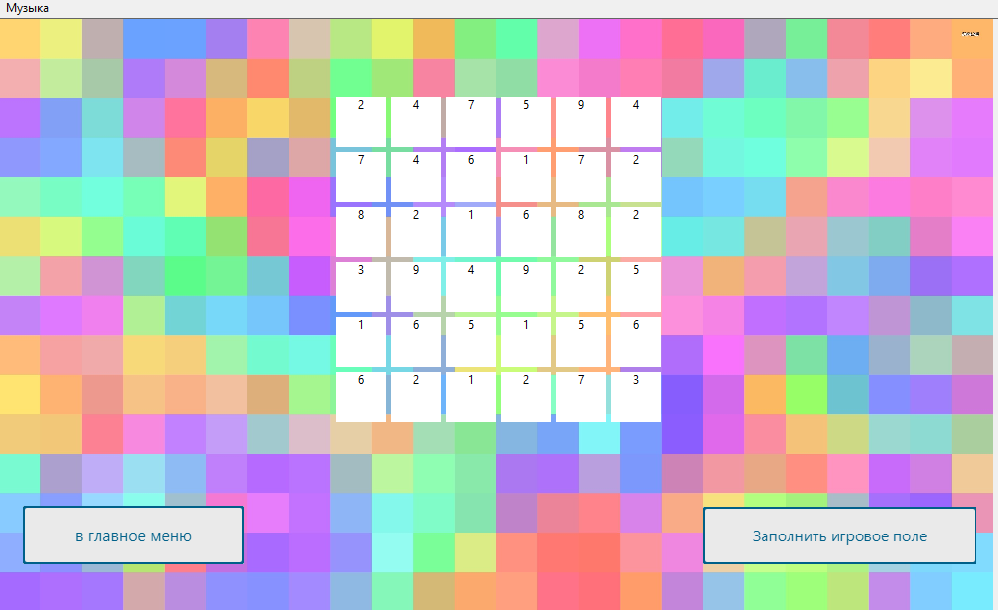 Музыка
2 4 7 5 9 4
7 4 6 1 7 2
8 2 1 6 8 2
3 9 4 9 2 5
1 6 5 1 5 6
6 2 1 2 7 3
в главное меню
Заполнить игровое поле